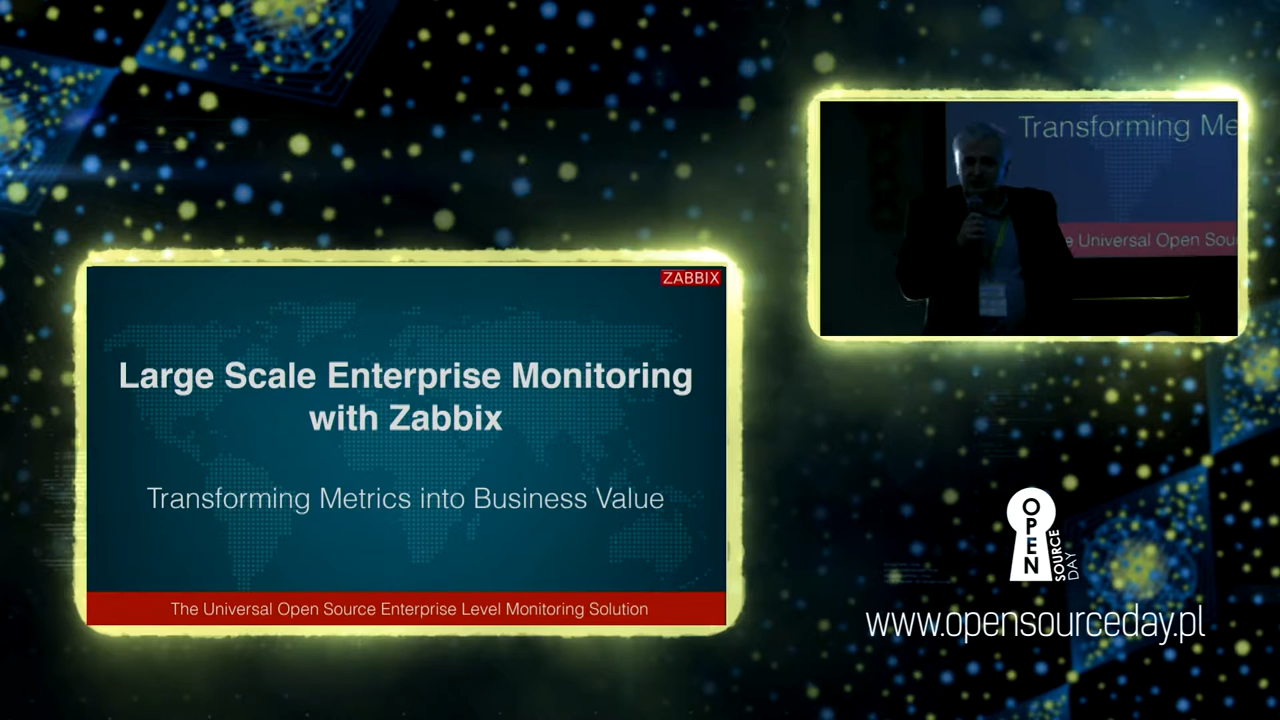 ZABBIX
Large Scale Enterprise Monitoring
with Zabbix
Transforming Metrics into Business Value
The Universal Open Source Enterprise Level Monitoring Solution
Transforming Me
e Universal Open Sou
OPEN
SOURCE
DAY
www.opensourceday.pl